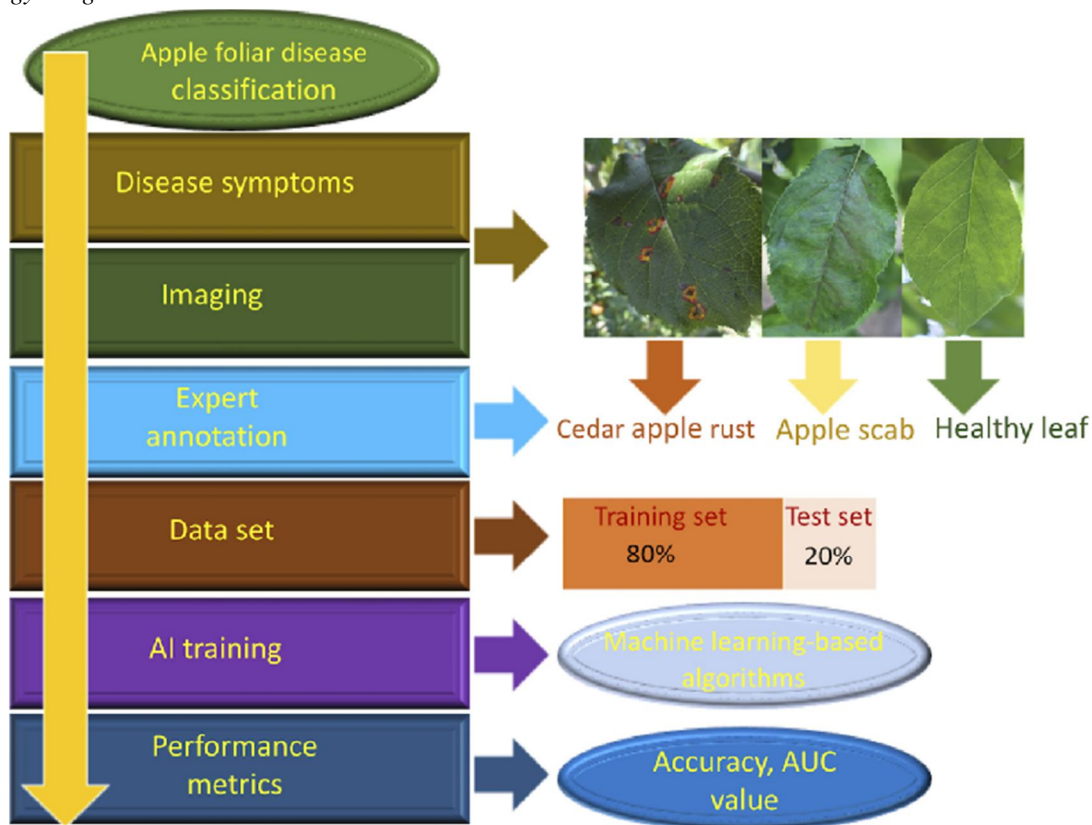 Apple foliar disease
classification
Disease symptoms
Imaging
Expert
annotation
Cedar apple rust
Apple scab
Healthy leaf
Data set
Training set
80%
Test set
20%
AI training
Machine learning-based
algorithms
Performance
metrics
Accuracy, AUC
value